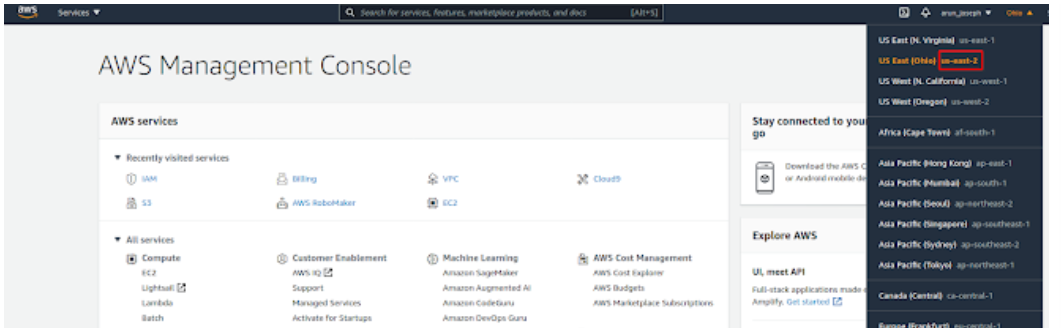 aws Services ▼ Search for services, features, marketplace products, and docs [Alt+S] arun_joseph ▼ Ohio ▲
AWS Management Console
AWS services
▼ Recently visited services
IAM Billing VPC Cloud9
S3 AWS RoboMaker EC2
▼ All services
Compute Customer Enablement Machine Learning AWS Cost Management
EC2 AWS IQ Amazon SageMaker AWS Cost Explorer
Lightsail Support Amazon Augmented AI AWS Budgets
Lambda Managed Services Amazon CodeGuru AWS Marketplace Subscriptions
Batch Activate for Startups Amazon DevOps Guru
Stay connected to your
go
Download the AWS C
or Android mobile de
Explore AWS
UI, meet API
Full-stack applications made
Amplify. Get started
US East (N. Virginia) us-east-1
US East (Ohio) us-east-2
US West (N. California) us-west-1
US West (Oregon) us-west-2
Africa (Cape Town) af-south-1
Asia Pacific (Hong Kong) ap-east-1
Asia Pacific (Mumbai) ap-south-1
Asia Pacific (Seoul) ap-northeast-2
Asia Pacific (Singapore) ap-southeast-1
Asia Pacific (Sydney) ap-southeast-2
Asia Pacific (Tokyo) ap-northeast-1
Canada (Central) ca-central-1
Europe (Frankfurt) eu-central-1